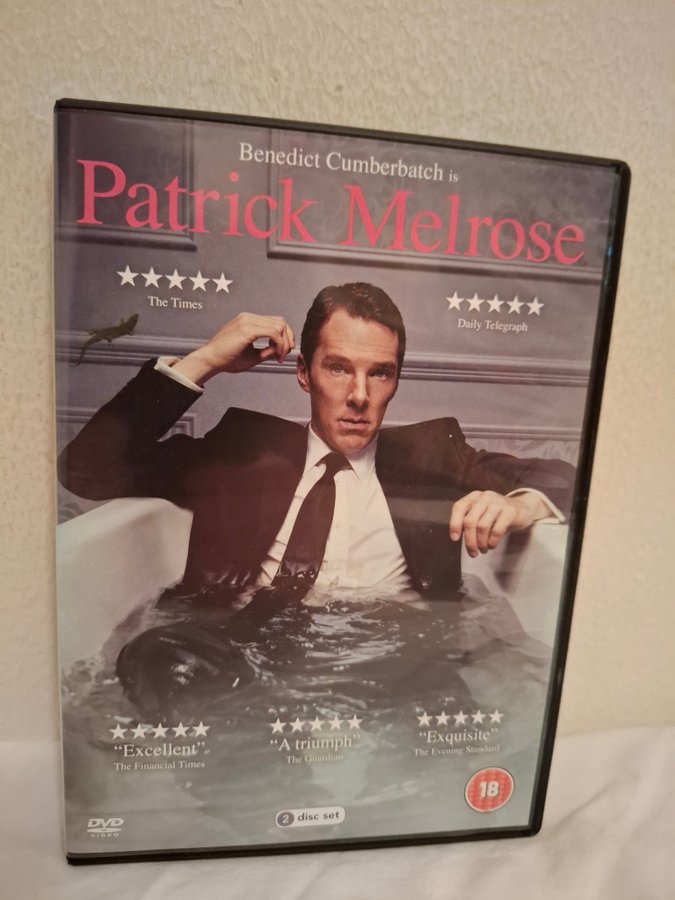 Benedict Cumberbatch is
Patrick Melrose
The Times
Daily Telegraph
“Excellent”
The Financial Times
“A triumph”
The Guardian
“Exquisite”
The Evening Standard
18
2 disc set
DVD
VIDEO